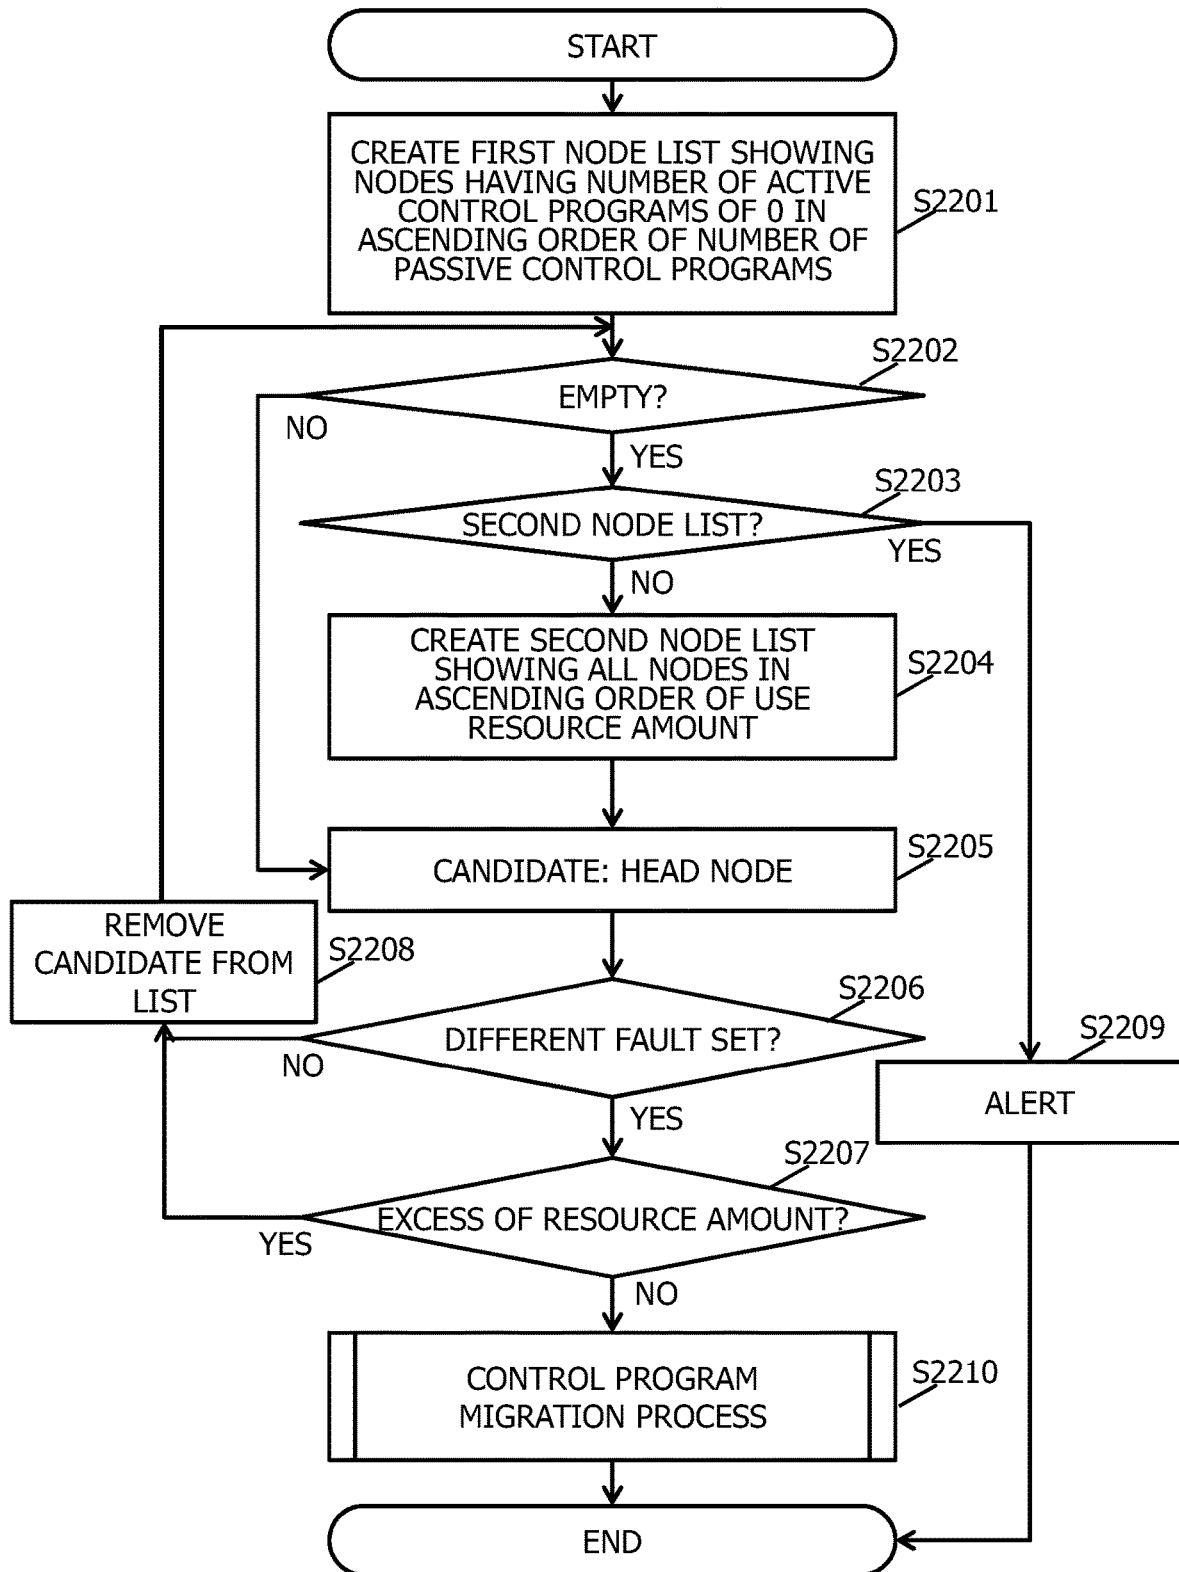 START
CREATE FIRST NODE LIST SHOWING
NODES HAVING NUMBER OF ACTIVE
CONTROL PROGRAMS OF 0 IN
ASCENDING ORDER OF NUMBER OF
PASSIVE CONTROL PROGRAMS
S2201
S2202
EMPTY?
NO
YES
S2203
SECOND NODE LIST?
YES
NO
CREATE SECOND NODE LIST
SHOWING ALL NODES IN
ASCENDING ORDER OF USE
RESOURCE AMOUNT
S2204
CANDIDATE: HEAD NODE
S2205
REMOVE
CANDIDATE FROM
LIST
S2208
S2206
DIFFERENT FAULT SET?
NO
YES
S2209
ALERT
S2207
EXCESS OF RESOURCE AMOUNT?
YES
NO
CONTROL PROGRAM
MIGRATION PROCESS
S2210
END